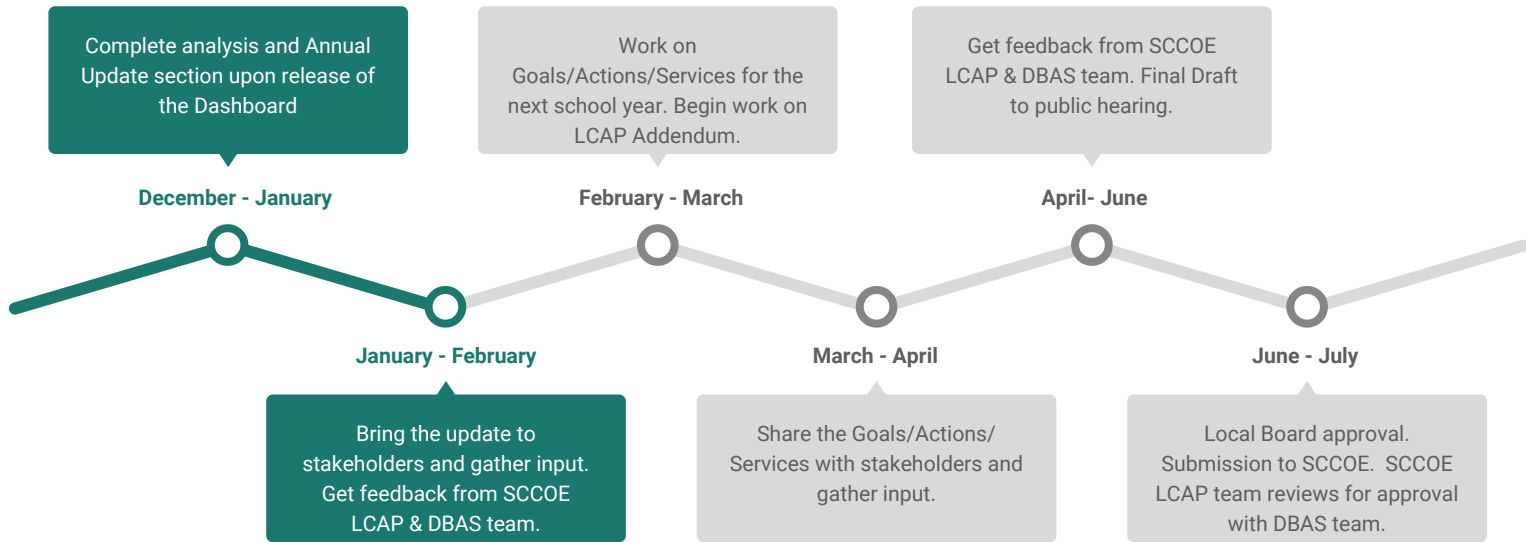 Complete analysis and Annual
Update section upon release of
the Dashboard
December - January
January - February
Bring the update to
stakeholders and gather input.
Get feedback from SCCOE
LCAP & DBAS team.
Work on
Goals/Actions/Services for the
next school year. Begin work on
LCAP Addendum.
February - March
March - April
Share the Goals/Actions/
Services with stakeholders and
gather input.
Get feedback from SCCOE
LCAP & DBAS team. Final Draft
to public hearing.
April- June
June - July
Local Board approval.
Submission to SCCOE.  SCCOE
LCAP team reviews for approval
with DBAS team.